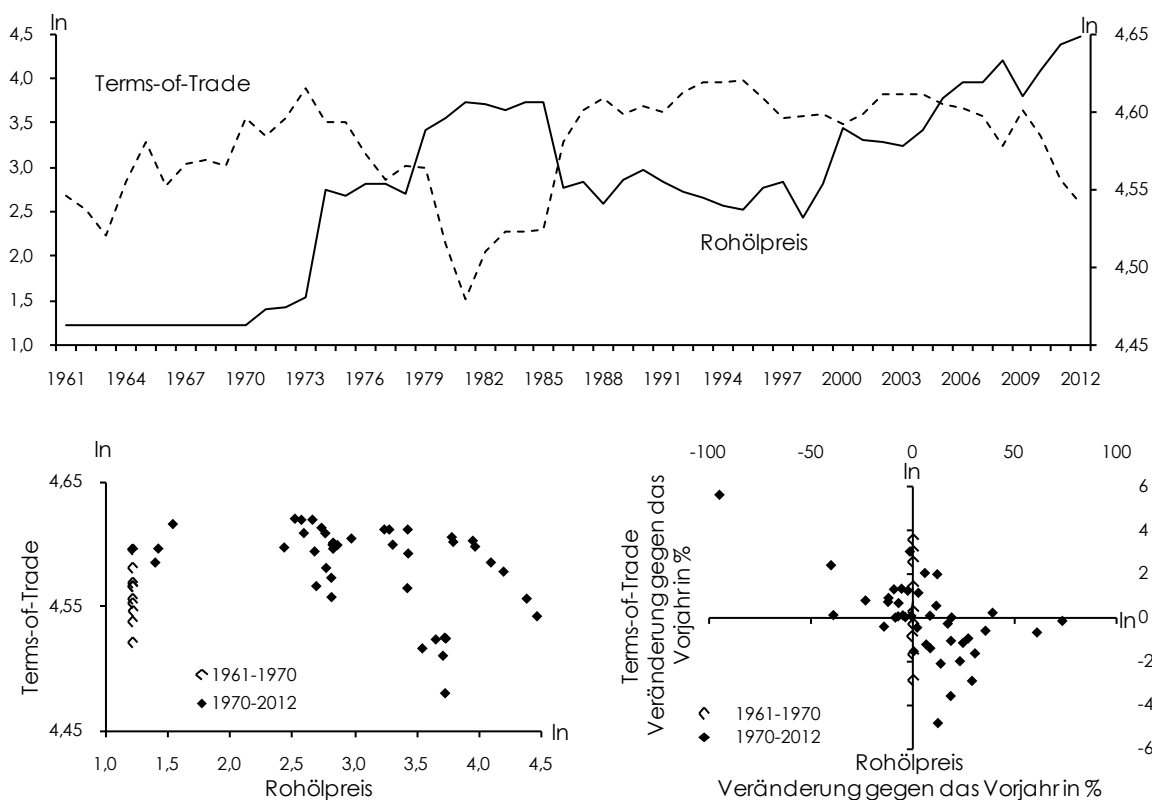 ln
ln
4,5
4,65
4,0
Terms-of-Trade
4,60
3,5
3,0
4,55
2,5
Rohölpreis
2,0
4,50
1,5
1,0
4,45
1961 1964 1967 1970 1973 1976 1979 1982 1985 1988 1991 1994 1997 2000 2003 2006 2009 2012
ln
4,65
Terms-of-Trade
4,55
1961-1970
1970-2012
4,45
ln
1,0 1,5 2,0 2,5 3,0 3,5 4,0 4,5
Rohölpreis
-100 -50 0 50 100
ln
Terms-of-Trade
Veränderung gegen das
Vorjahr in %
6
4
2
ln
0
-2
-4
-6
1961-1970
1970-2012
Rohölpreis
Veränderung gegen das Vorjahr in %